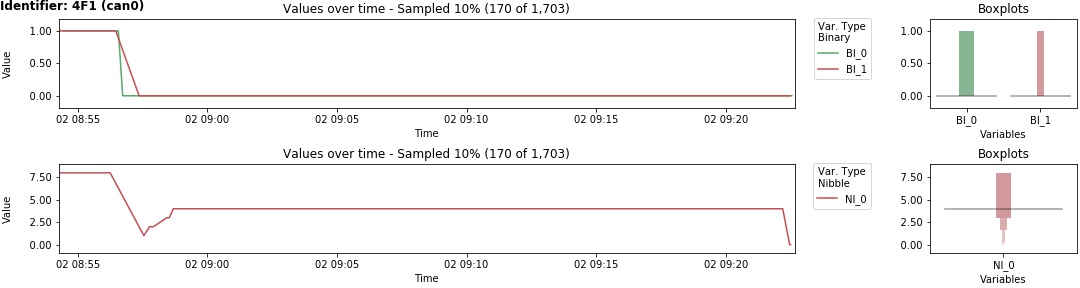 Identifier: 4F1 (can0)
Values over time - Sampled 10% (170 of 1,703)
Value
1.00
0.50
0.00
02 08:55 02 09:00 02 09:05 02 09:10 02 09:15 02 09:20
Time
Var. Type
Binary
BI_0
BI_1
Boxplots
1.00
0.50
0.00
BI_0 BI_1
Variables
Values over time - Sampled 10% (170 of 1,703)
Value
7.50
5.00
2.50
0.00
02 08:55 02 09:00 02 09:05 02 09:10 02 09:15 02 09:20
Time
Var. Type
Nibble
NI_0
Boxplots
7.50
5.00
2.50
0.00
NI_0
Variables